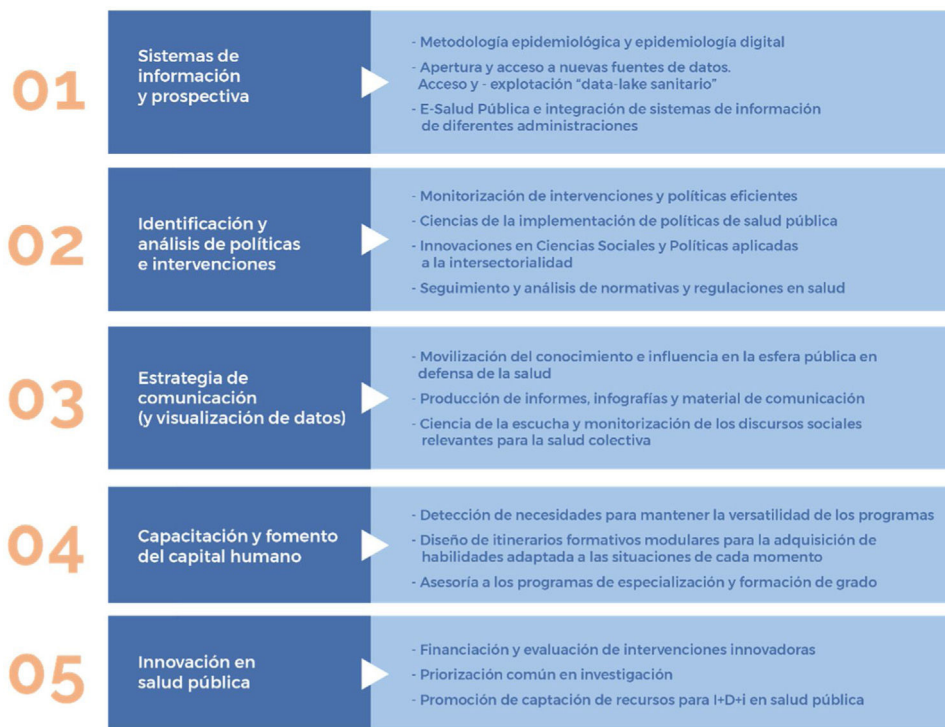 01
Sistemas de
información
y prospectiva
- Metodología epidemiológica y epidemiología digital
- Apertura y acceso a nuevas fuentes de datos.
Acceso y - explotación “data-lake sanitario”
- E-Salud Pública e integración de sistemas de información
de diferentes administraciones
02
Identificación y
análisis de políticas
e intervenciones
- Monitorización de intervenciones y políticas eficientes
- Ciencias de la implementación de políticas de salud pública
- Innovaciones en Ciencias Sociales y Políticas aplicadas
a la intersectorialidad
- Seguimiento y análisis de normativas y regulaciones en salud
03
Estrategia de
comunicación
(y visualización de datos)
- Movilización del conocimiento e influencia en la esfera pública en
defensa de la salud
- Producción de informes, infografías y material de comunicación
- Ciencia de la escucha y monitorización de los discursos sociales
relevantes para la salud colectiva
04
Capacitación y fomento
del capital humano
- Detección de necesidades para mantener la versatilidad de los programas
- Diseño de itinerarios formativos modulares para la adquisición de
habilidades adaptada a las situaciones de cada momento
- Asesoría a los programas de especialización y formación de grado
05
Innovación en
salud pública
- Financiación y evaluación de intervenciones innovadoras
- Priorización común en investigación
- Promoción de captación de recursos para I+D+i en salud pública